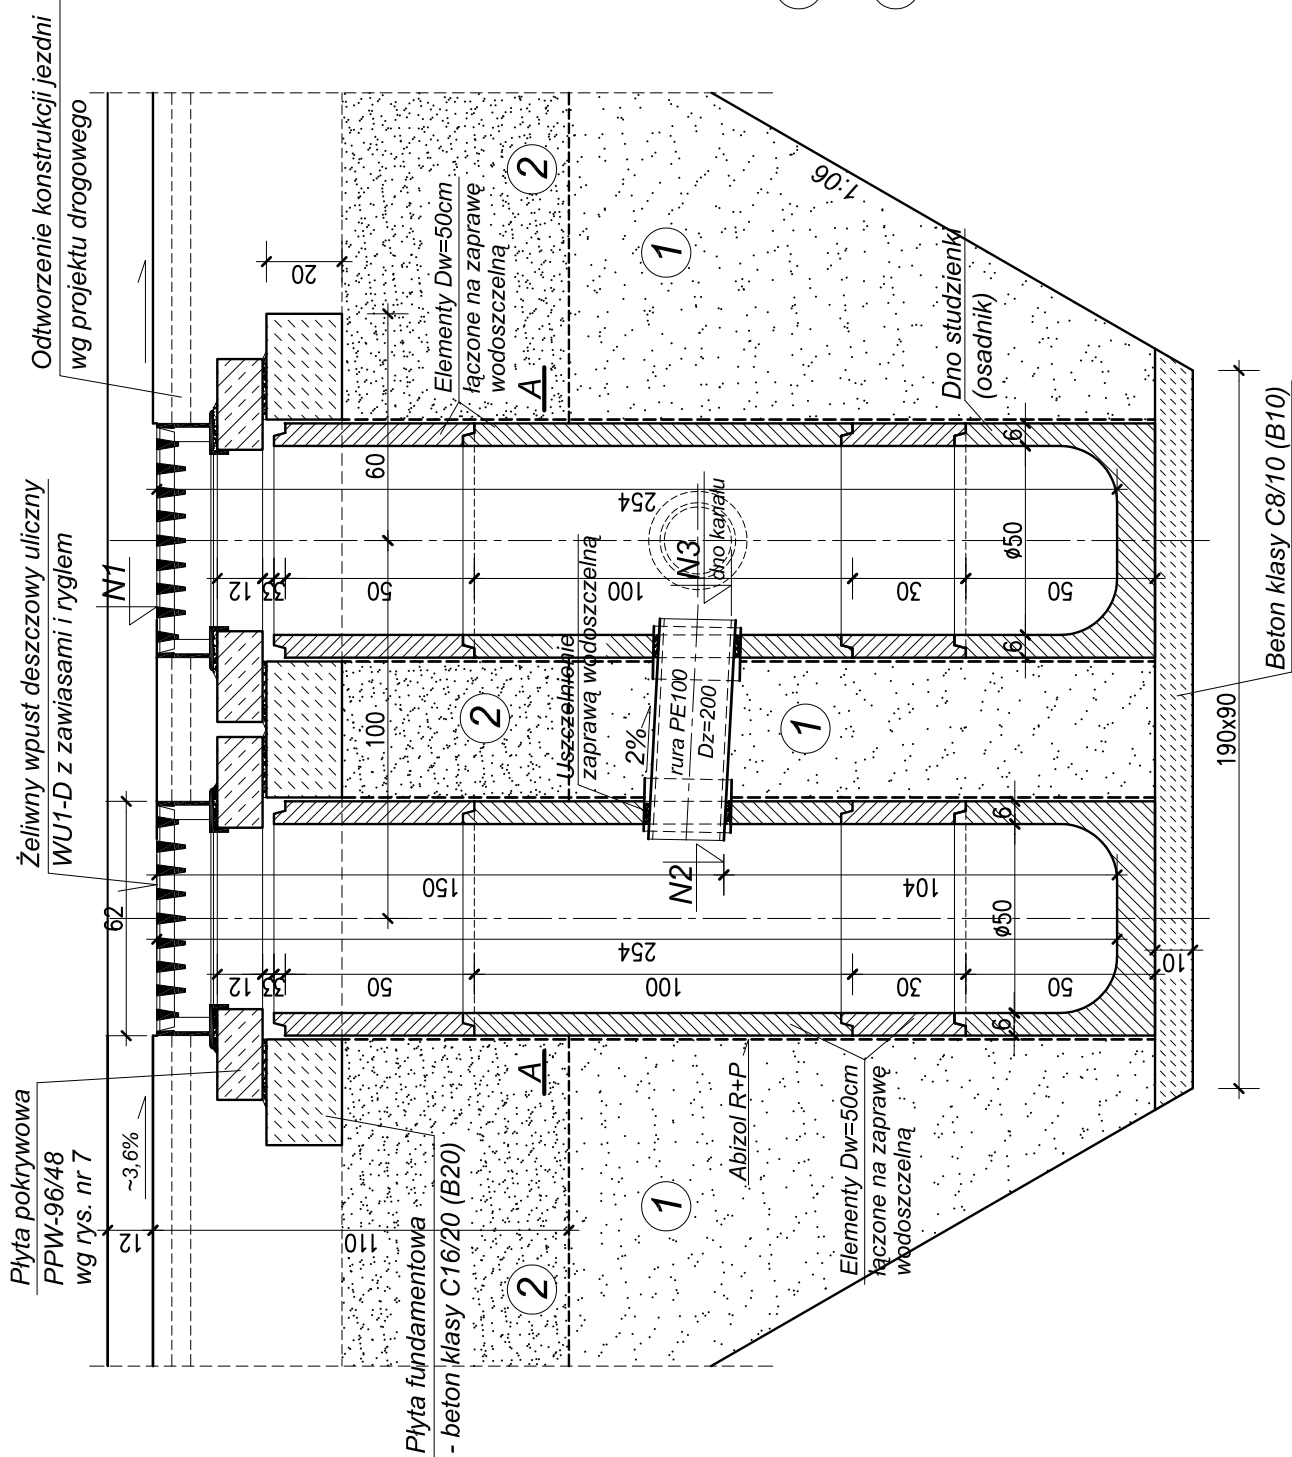 Odtworzenie konstrukcji jezdni
wg projektu drogowego
Żeliwny wpust deszczowy uliczny
WU1-D z zawiasami i ryglem
Płyta pokrywowa
PPW-96/48
wg rys. nr 7
~3,6%
N1
62
12
110
20
60
100
Płyta fundamentowa
- beton klasy C16/20 (B20)
Elementy Dw=50cm
łączone na zaprawę
wodoszczelną
A
A
2
2
2
1
1
1
1:06
Dno studzienki
(osadnik)
Uszczelnienie
zaprawą wodoszczelną
2%
rura PE100
Dz=200
N3
dno kanału
N2
254
12
3
3
50
100
30
50
6
6
ø50
150
104
254
12
3
3
50
100
30
50
6
6
ø50
10
Abizol R+P
Elementy Dw=50cm
łączone na zaprawę
wodoszczelną
190x90
Beton klasy C8/10 (B10)